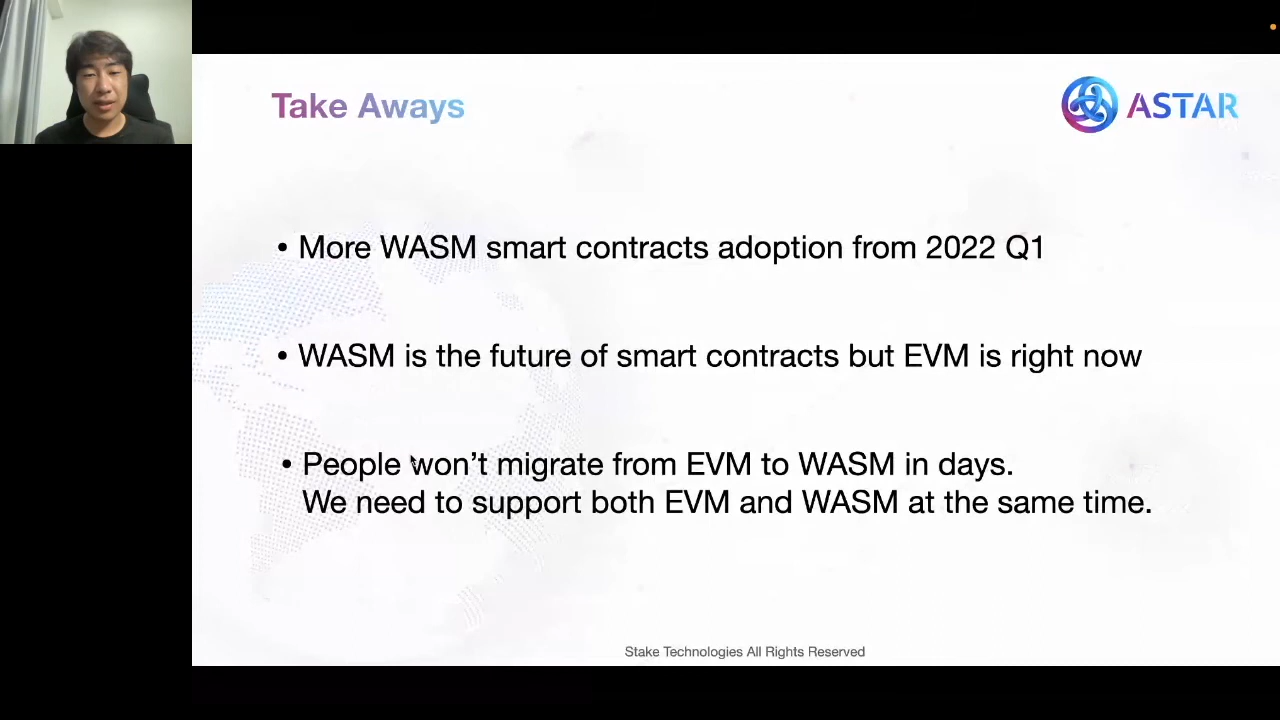 Take Aways
ASTAR
• More WASM smart contracts adoption from 2022 Q1
• WASM is the future of smart contracts but EVM is right now
• People won't migrate from EVM to WASM in days.
We need to support both EVM and WASM at the same time.
Stake Technologies All Rights Reserved